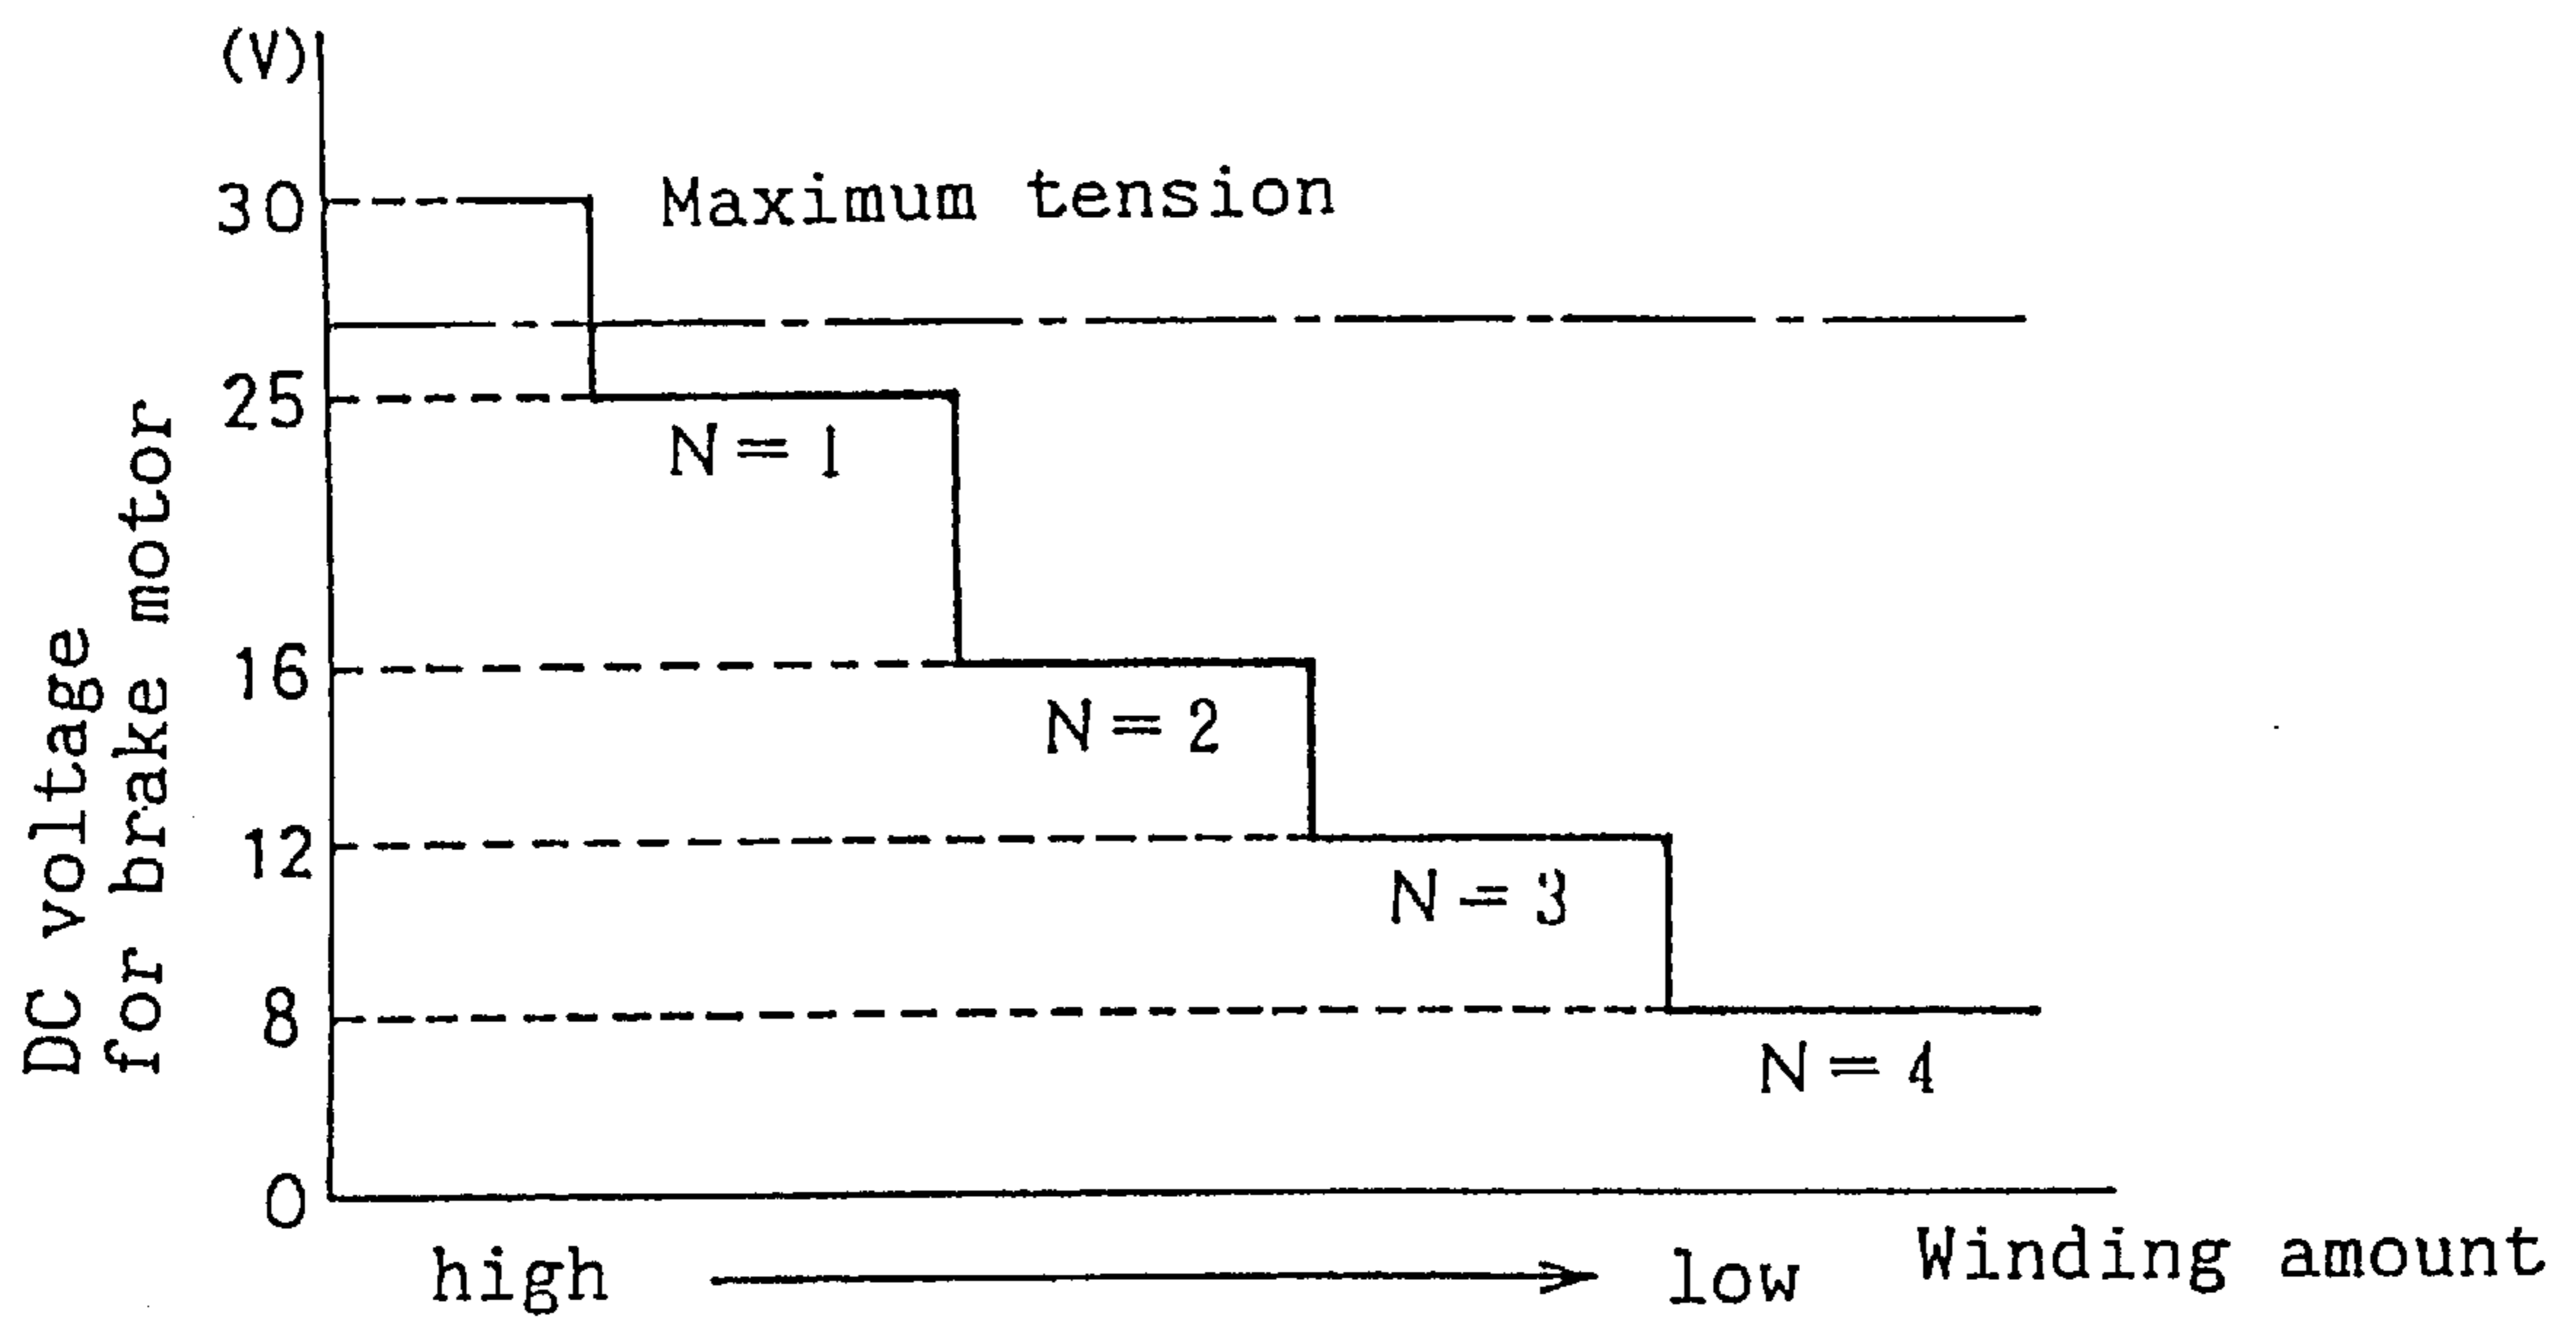 (V)
30
Maximum tension
25
N = 1
16
N = 2
12
N = 3
8
N = 4
0
DC voltage
for brake motor
high
low
Winding amount